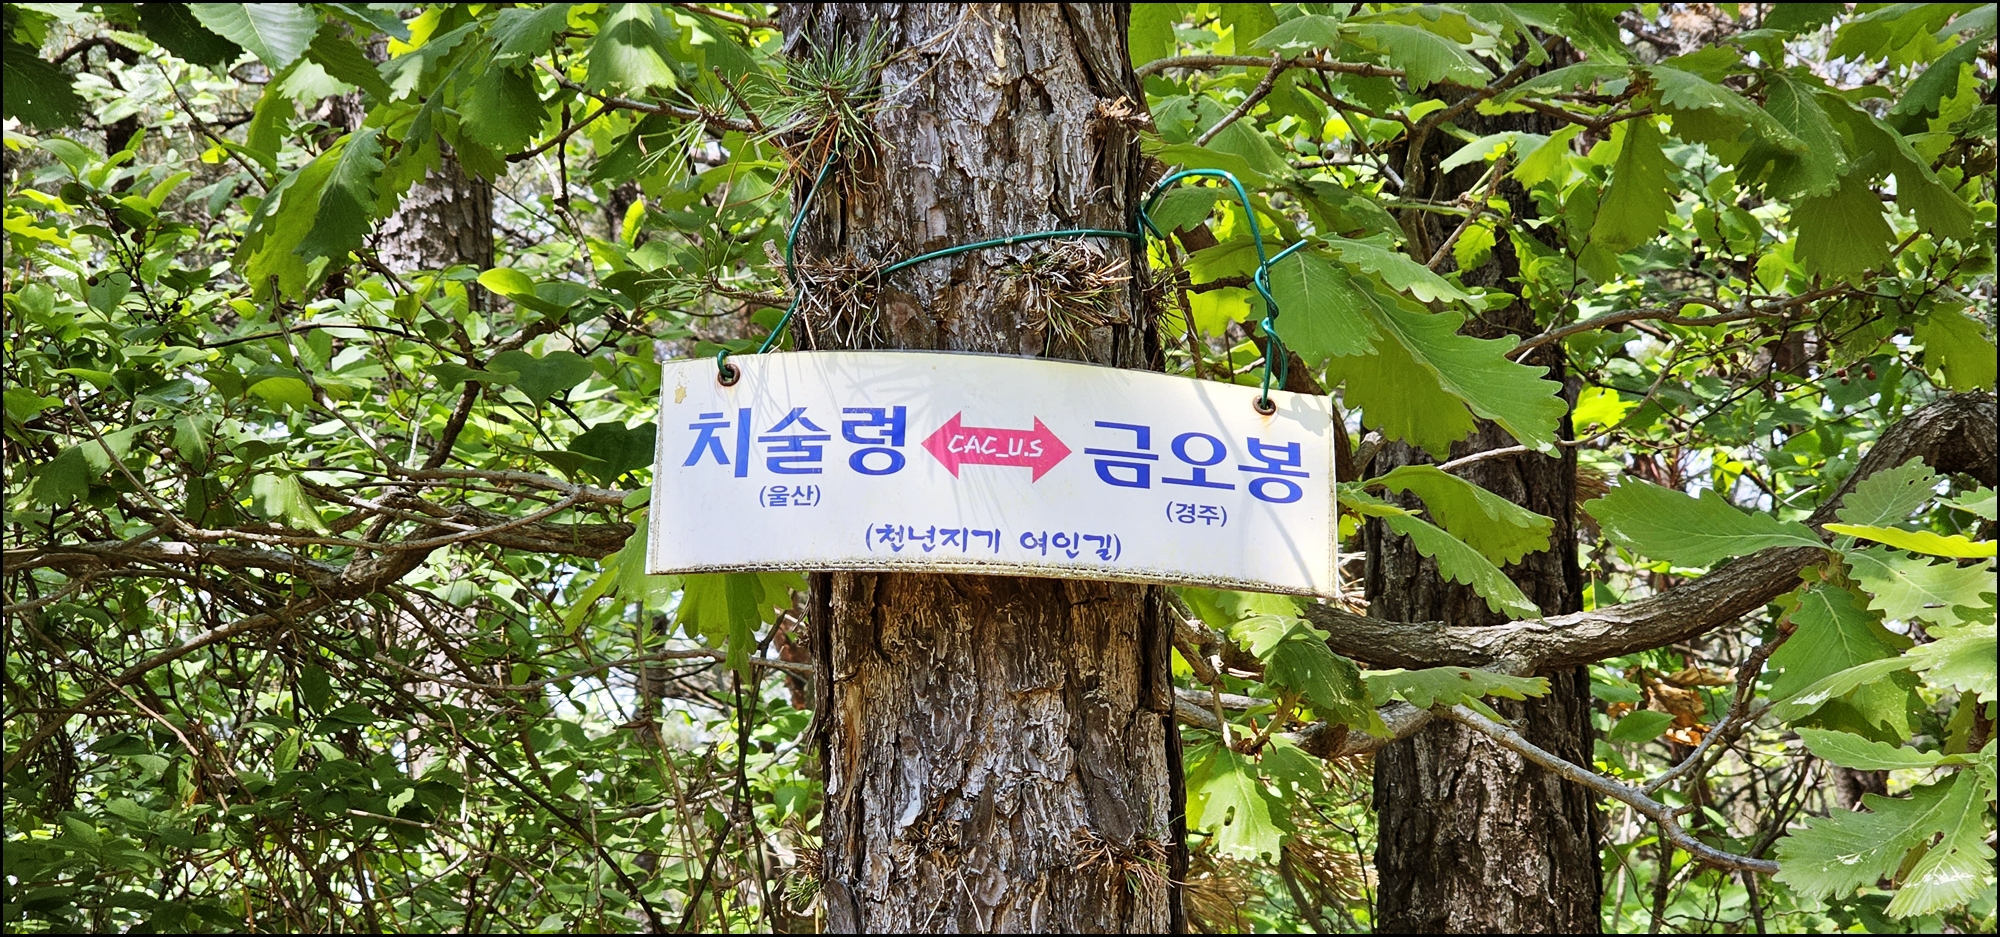 치술령 CAC_U.S 금오봉
(울산) (경주)
(천년지기 여인길)